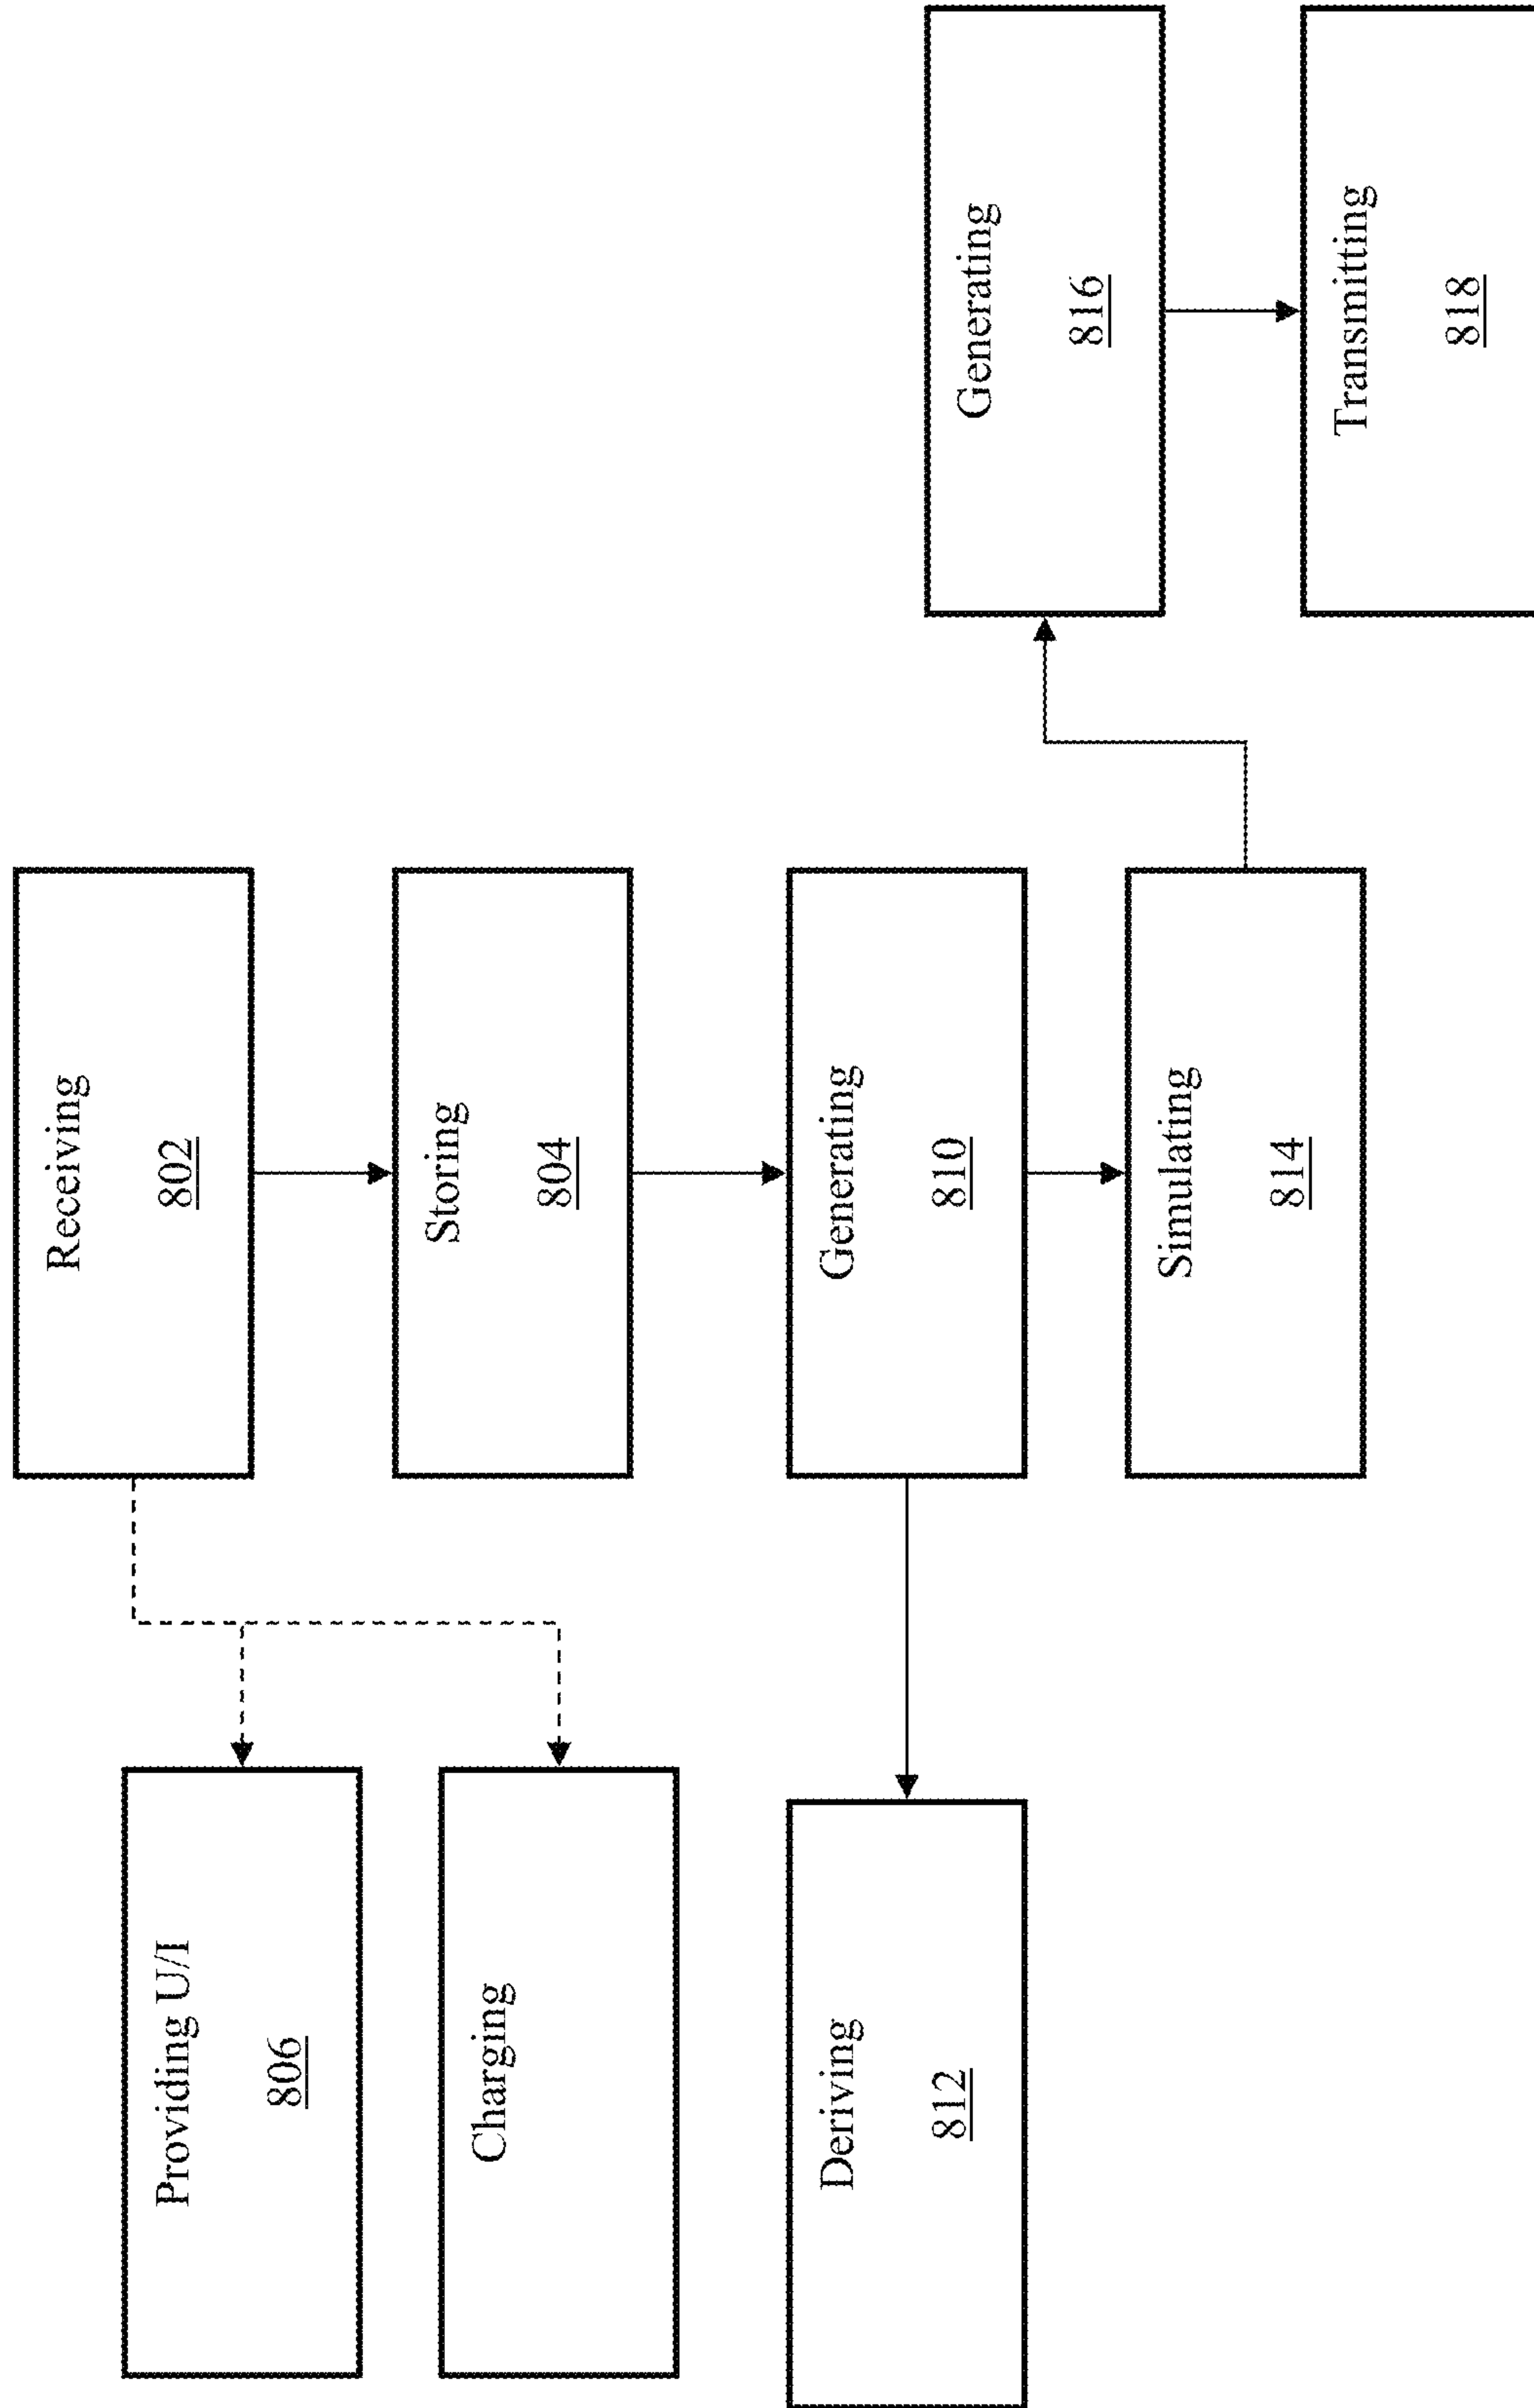 Receiving
802
Storing
804
Providing U/I
806
Charging
Generating
810
Deriving
812
Simulating
814
Generating
816
Transmitting
818